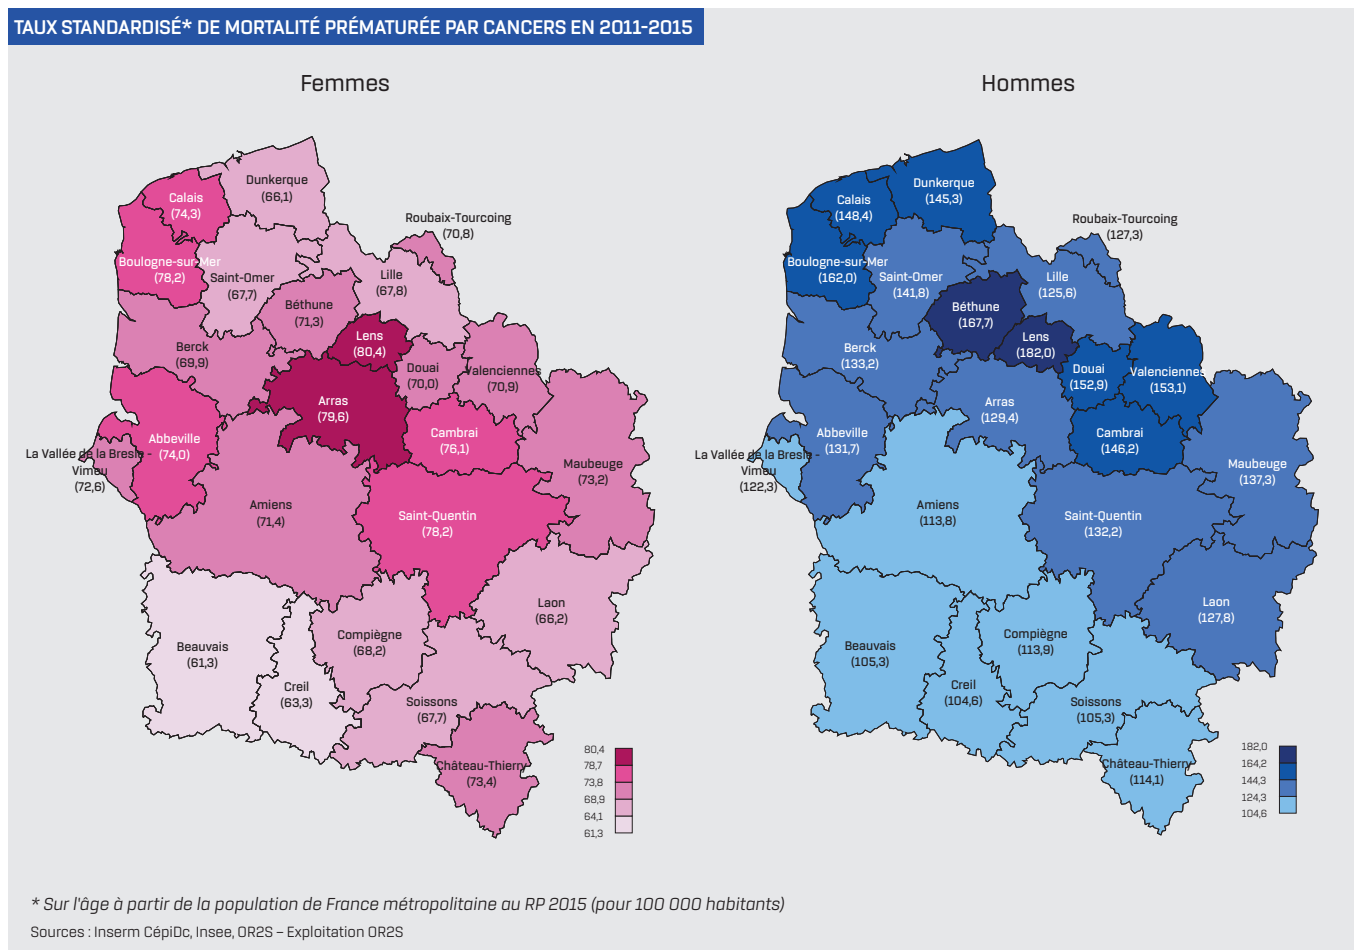 TAUX STANDARDISÉ* DE MORTALITÉ PRÉMATURÉE PAR CANCERS EN 2011-2015
Femmes
Dunkerque
(66,1)
Calais
(74,3)
Roubaix-Tourcoing
(70,8)
Boulogne-sur-Mer
(78,2)
Saint-Omer
(67,7)
Lille
(67,8)
Béthune
(71,3)
Lens
(80,4)
Berck
(69,9)
Douai
(70,0)
Valenciennes
(70,9)
Arras
(79,6)
Abbeville
(74,0)
Cambrai
(76,1)
La Vallée de la Bresle -
Vimeu
(72,6)
Maubeuge
(73,2)
Amiens
(71,4)
Saint-Quentin
(78,2)
Laon
(66,2)
Compiègne
(68,2)
Beauvais
(61,3)
Creil
(63,3)
Soissons
(67,7)
Château-Thierry
(73,4)
80,4
78,7
73,8
68,9
64,1
61,3
Hommes
Dunkerque
(145,3)
Calais
(148,4)
Roubaix-Tourcoing
(127,3)
Boulogne-sur-Mer
(162,0)
Saint-Omer
(141,8)
Lille
(125,6)
Béthune
(167,7)
Lens
(182,0)
Berck
(133,2)
Douai
(152,9)
Valenciennes
(153,1)
Arras
(129,4)
Abbeville
(131,7)
Cambrai
(146,2)
La Vallée de la Bresle -
Vimeu
(122,3)
Maubeuge
(137,3)
Amiens
(113,8)
Saint-Quentin
(132,2)
Laon
(127,8)
Compiègne
(113,9)
Beauvais
(105,3)
Creil
(104,6)
Soissons
(105,3)
Château-Thierry
(114,1)
182,0
164,2
144,3
124,3
104,6
* Sur l'âge à partir de la population de France métropolitaine au RP 2015 (pour 100 000 habitants)
Sources : Inserm CépiDc, Insee, OR2S – Exploitation OR2S